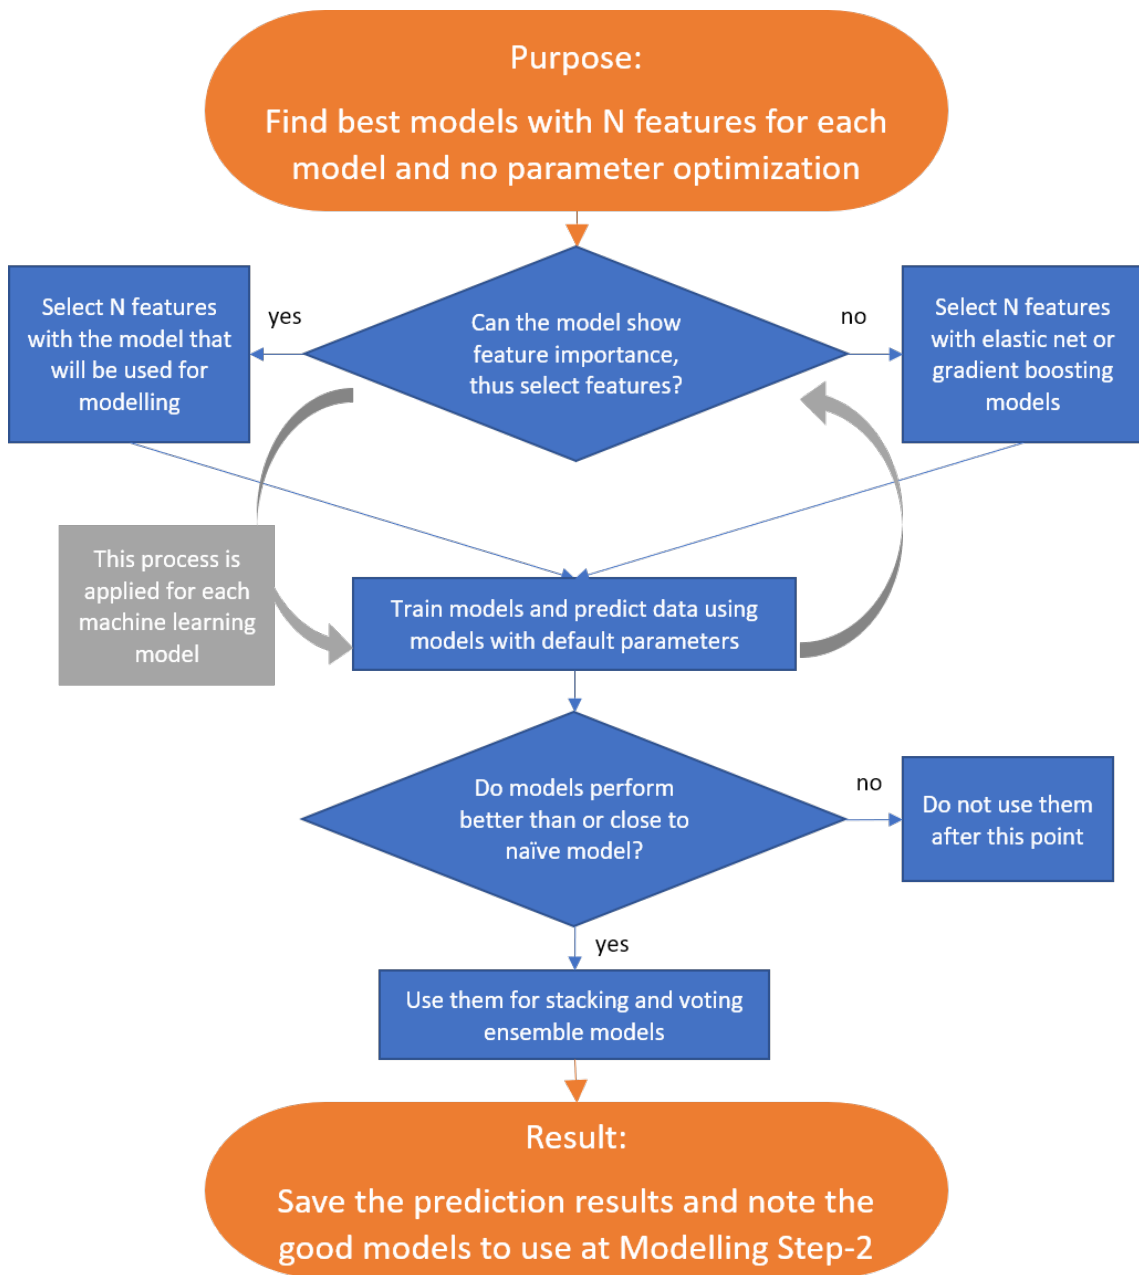 Purpose:
Find best models with N features for each
model and no parameter optimization
Select N features
with the model that
will be used for
modelling
yes
Can the model show
feature importance,
thus select features?
no
Select N features
with elastic net or
gradient boosting
models
This process is
applied for each
machine learning
model
Train models and predict data using
models with default parameters
Do models perform
better than or close to
naïve model?
no
Do not use them
after this point
yes
Use them for stacking and voting
ensemble models
Result:
Save the prediction results and note the
good models to use at Modelling Step-2